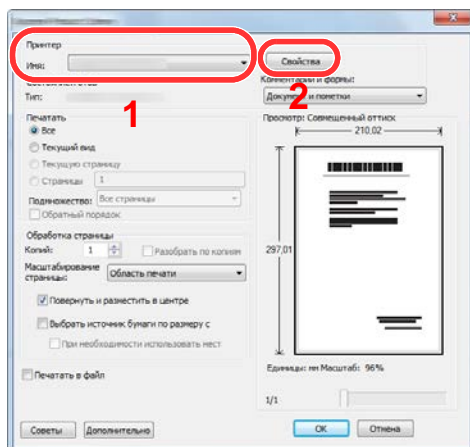 Принтер
Имя:
Свойства
Комментарии и формы:
Тип:
Документ и пометки
1
2
Печатать
Все
Текущий вид
Текущую страницу
Страницы 1
Подмножество: Все страницы
Обратный порядок
Просмотр: Совмещенный оттиск
210,02
297,01
Обработка страницы
Копий: 1 Разобрать по копиям
Масштабирование
страницы: Область печати
Повернуть и разместить в центре
Выбрать источник бумаги по размеру с
При необходимости использовать мест
Печатать в файл
Единицы: мм Масштаб: 96%
1/1
Советы Дополнительно
ОК Отмена